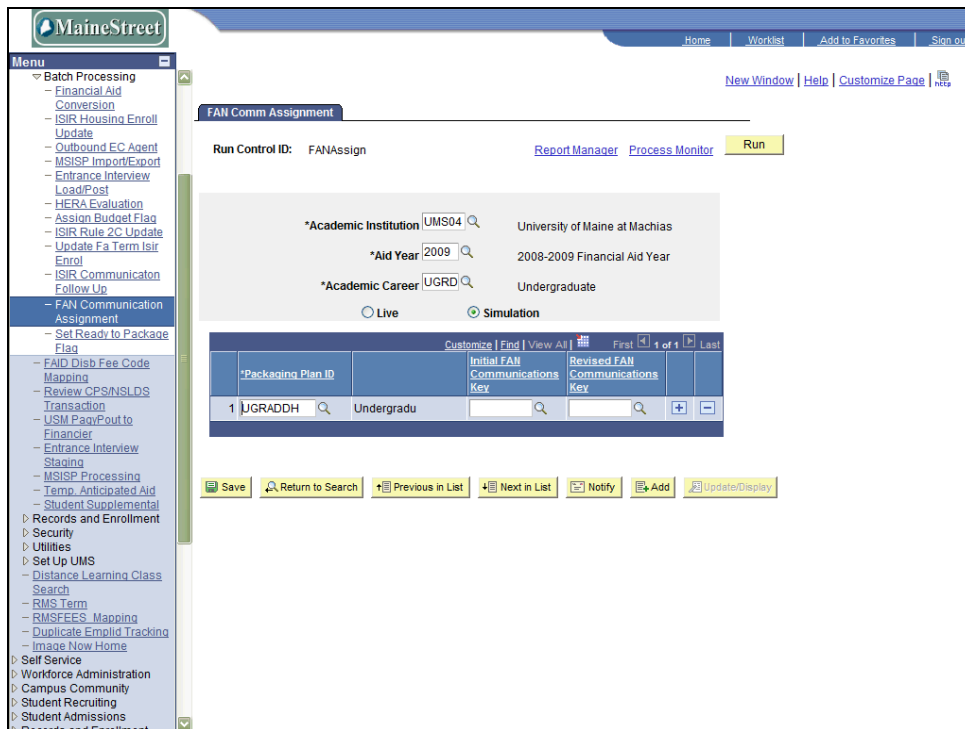 MaineStreet
Home Worklist Add to Favorites Sign ou
Menu
New Window | Help | Customize Page | http
Batch Processing
Financial Aid
Conversion
ISIR Housing Enroll
Update
Outbound EC Agent
MSISP Import/Export
Entrance Interview
Load/Post
HERA Evaluation
Assign Budget Flag
ISIR Rule 2C Update
Update Fa Term Isir
Enrol
ISIR Communicaton
Follow Up
FAN Communication
Assignment
Set Ready to Package
Flag
FAID Disb Fee Code
Mapping
Review CPS/NSLDS
Transaction
USM PagyPout to
Financier
Entrance Interview
Staging
MSISP Processing
Temp. Anticipated Aid
Student Supplemental
Records and Enrollment
Security
Utilities
Set Up UMS
Distance Learning Class
Search
RMS Term
RMSFEES_Mapping
Duplicate Emplid Tracking
Image Now Home
Self Service
Workforce Administration
Campus Community
Student Recruiting
Student Admissions
Records and Enrollment
FAN Comm Assignment
Run Control ID: FANAssign Report Manager Process Monitor Run
*Academic Institution UMS04 University of Maine at Machias
*Aid Year 2009 2008-2009 Financial Aid Year
*Academic Career UGRD Undergraduate
Live Simulation
Customize | Find | View All | First 1 of 1 Last
*Packaging Plan ID
Initial FAN
Communications
Key
Revised FAN
Communications
Key
1 UGRADDH Undergradu
Save Return to Search Previous in List Next in List Notify Add Update/Display